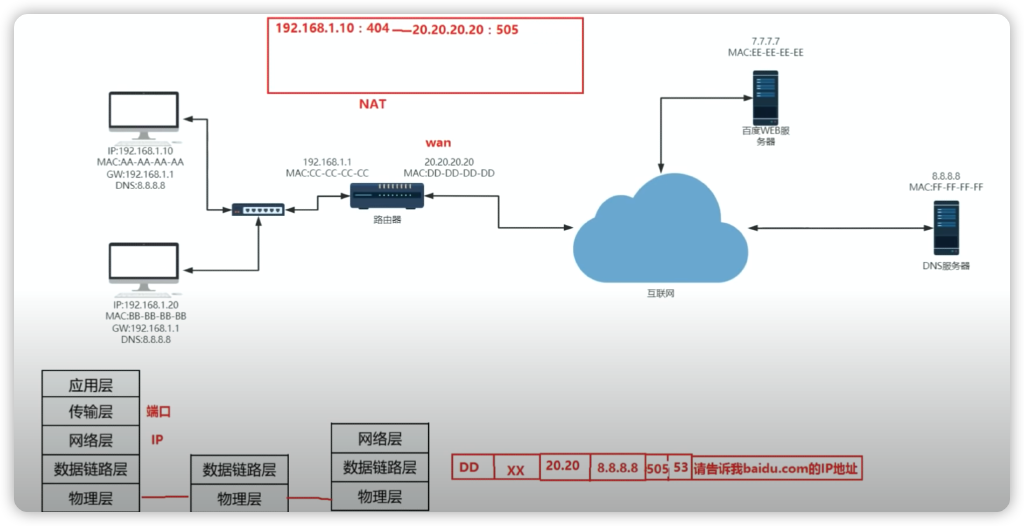 192.168.1.10：404——20.20.20.20：505
NAT
7.7.7.7
MAC:EE-EE-EE-EE
百度WEB服
务器
IP:192.168.1.10
MAC:AA-AA-AA-AA
GW:192.168.1.1
DNS:8.8.8.8
wan
192.168.1.1
MAC:CC-CC-CC-CC
20.20.20.20
MAC:DD-DD-DD-DD
路由器
8.8.8.8
MAC:FF-FF-FF-FF
DNS服务器
互联网
IP:192.168.1.20
MAC:BB-BB-BB-BB
GW:192.168.1.1
DNS:8.8.8.8
应用层
传输层 端口
网络层 IP
数据链路层
物理层
数据链路层
物理层
网络层
数据链路层
物理层
DD XX 20.20 8.8.8.8 505 53 请告诉我baidu.com的IP地址